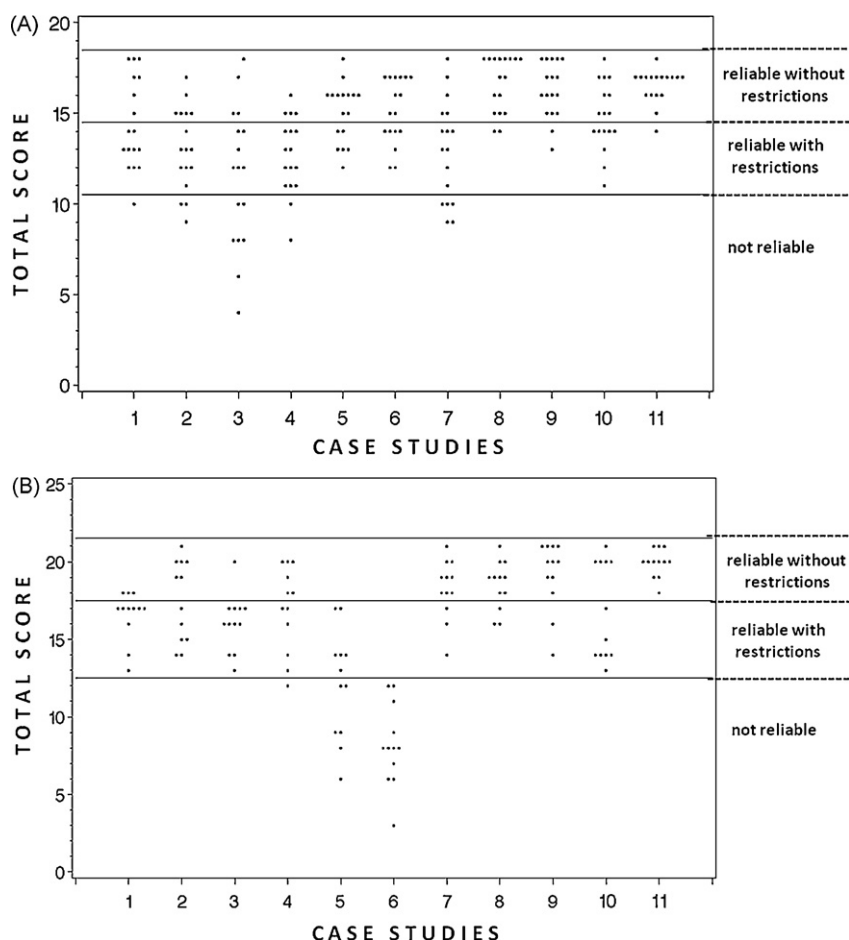 (A)
20
15
10
5
0
TOTAL SCORE
reliable without
restrictions
reliable with
restrictions
not reliable
1 2 3 4 5 6 7 8 9 10 11
CASE STUDIES
(B)
25
20
15
10
5
0
TOTAL SCORE
reliable without
restrictions
reliable with
restrictions
not reliable
1 2 3 4 5 6 7 8 9 10 11
CASE STUDIES